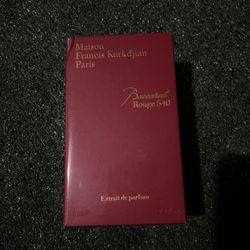 Maison
Francis Kurkdjian
Paris
Baccarat
Rouge 540
Extrait de parfum